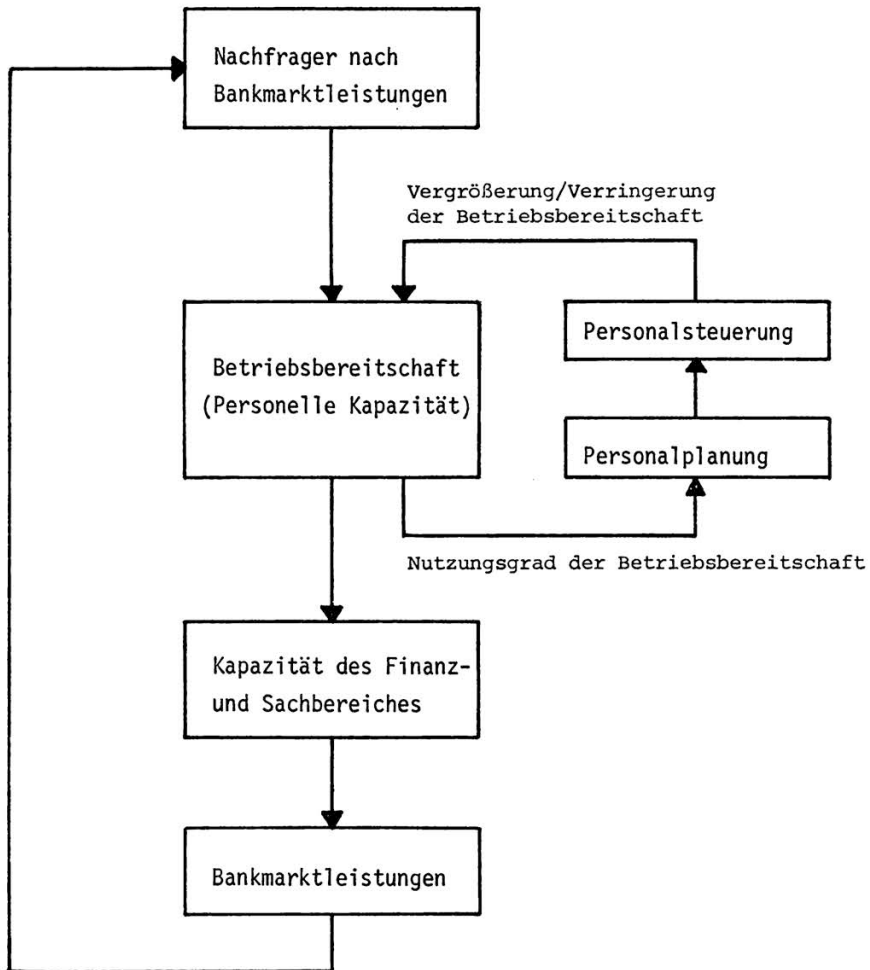 Nachfrager nach
Bankmarktleistungen
Vergrößerung/Verringerung
der Betriebsbereitschaft
Betriebsbereitschaft
(Personelle Kapazität)
Personalsteuerung
Personalplanung
Nutzungsgrad der Betriebsbereitschaft
Kapazität des Finanz-
und Sachbereiches
Bankmarktleistungen